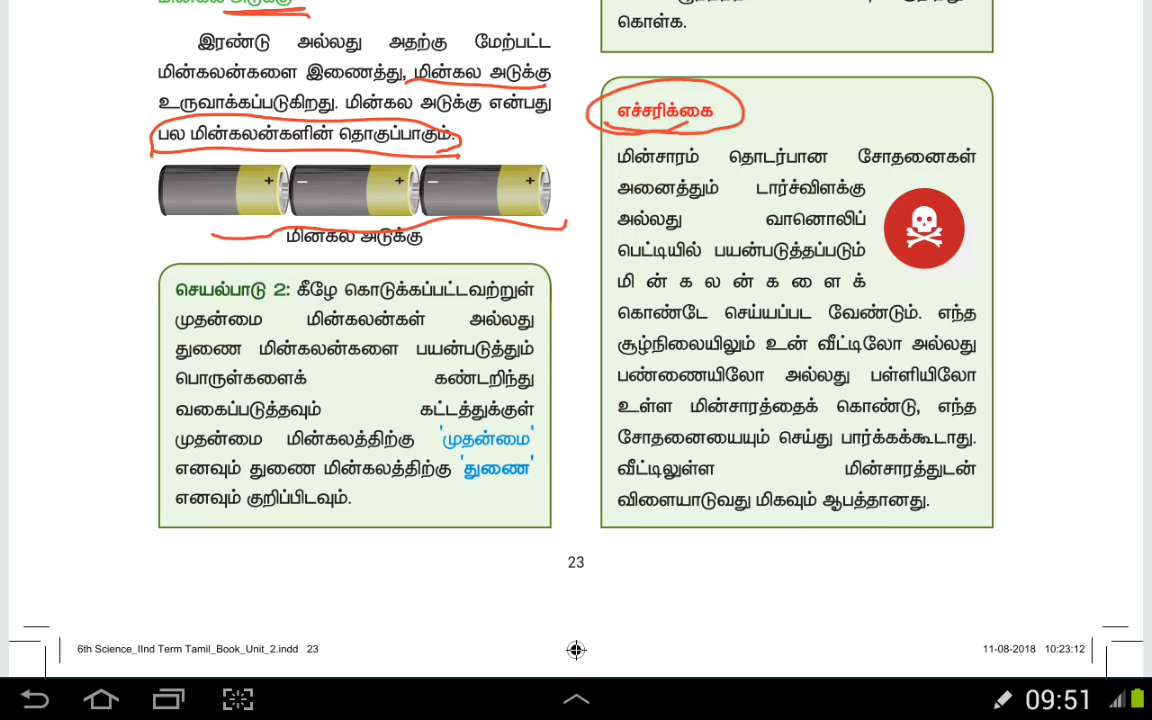 மின்கல அடுக்கு
இரண்டு அல்லது அதற்கு மேற்பட்ட
மின்கலன்களை இணைத்து, மின்கல அடுக்கு
உருவாக்கப்படுகிறது. மின்கல அடுக்கு என்பது
பல மின்கலன்களின் தொகுப்பாகும்.
+ − + − +
மின்கல அடுக்கு
செயல்பாடு 2: கீழே கொடுக்கப்பட்டவற்றுள்
முதன்மை மின்கலன்கள் அல்லது
துணை மின்கலன்களை பயன்படுத்தும்
பொருள்களைக் கண்டறிந்து
வகைப்படுத்தவும் கட்டத்துக்குள்
முதன்மை மின்கலத்திற்கு 'முதன்மை'
எனவும் துணை மின்கலத்திற்கு 'துணை'
எனவும் குறிப்பிடவும்.
கொள்க.
எச்சரிக்கை
மின்சாரம் தொடர்பான சோதனைகள்
அனைத்தும் டார்ச்விளக்கு
அல்லது வானொலிப்
பெட்டியில் பயன்படுத்தப்படும்
மி ன் க ல ன் க ளை க்
கொண்டே செய்யப்பட வேண்டும். எந்த
சூழ்நிலையிலும் உன் வீட்டிலோ அல்லது
பண்ணையிலோ அல்லது பள்ளியிலோ
உள்ள மின்சாரத்தைக் கொண்டு, எந்த
சோதனையையும் செய்து பார்க்கக்கூடாது.
வீட்டிலுள்ள மின்சாரத்துடன்
விளையாடுவது மிகவும் ஆபத்தானது.
23
6th Science_IInd Term Tamil_Book_Unit_2.indd 23
11-08-2018 10:23:12
09:51